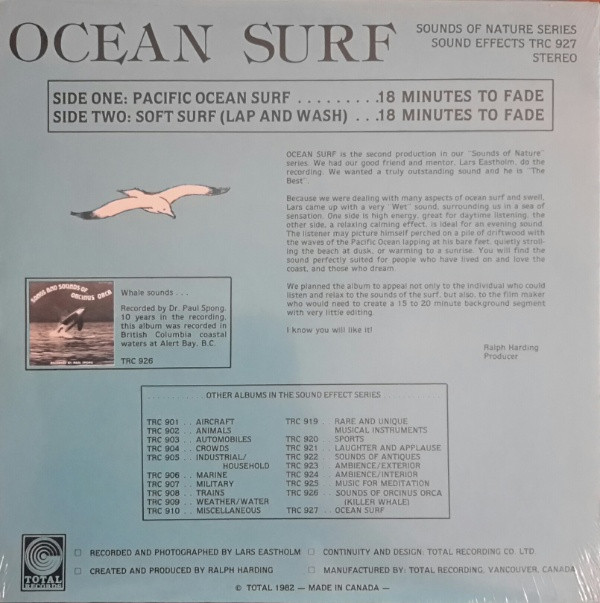 OCEAN SURF
SOUNDS OF NATURE SERIES
SOUND EFFECTS TRC 927
STEREO
SIDE ONE: PACIFIC OCEAN SURF . . . . . . . . .18 MINUTES TO FADE
SIDE TWO: SOFT SURF (LAP AND WASH) . . .18 MINUTES TO FADE
OCEAN SURF is the second production in our "Sounds of Nature"
series. We had our good friend and mentor, Lars Eastholm, do the
recording. We wanted a truly outstanding sound and he is "The
Best".
Because we were dealing with many aspects of ocean surf and swell,
Lars came up with a very "Wet" sound, surrounding us in a sea of
sensation. One side is high energy, great for daytime listening, the
other side, a relaxing calming effect, is ideal for an evening sound.
The listener may picture himself perched on a pile of driftwood with
the waves of the Pacific Ocean lapping at his bare feet, quietly stroll-
ing the beach at dusk, or warming to a sunrise. You will find the
sound perfectly suited for people who have lived on and love the
coast, and those who dream.
We planned the album to appeal not only to the individual who could
listen and relax to the sounds of the surf, but also, to the film maker
who would need to create a 15 to 20 minute background segment
with very little editing.
I know you will like it!
Ralph Harding
Producer
SONGS AND SOUNDS OF
ORCINUS ORCA
Whale sounds . . .
Recorded by Dr. Paul Spong,
10 years in the recording,
this album was recorded in
British Columbia coastal
waters at Alert Bay, B.C.
TRC 926
OTHER ALBUMS IN THE SOUND EFFECT SERIES
TRC 901 . . AIRCRAFT
TRC 902 . . ANIMALS
TRC 903 . . AUTOMOBILES
TRC 904 . . CROWDS
TRC 905 . . INDUSTRIAL/
HOUSEHOLD
TRC 906 . . MARINE
TRC 907 . . MILITARY
TRC 908 . . TRAINS
TRC 909 . . WEATHER/WATER
TRC 910 . . MISCELLANEOUS
TRC 919 . . RARE AND UNIQUE
MUSICAL INSTRUMENTS
TRC 920 . . SPORTS
TRC 921 . . LAUGHTER AND APPLAUSE
TRC 922 . . SOUNDS OF ANTIQUES
TRC 923 . . AMBIENCE/EXTERIOR
TRC 924 . . AMBIENCE/INTERIOR
TRC 925 . . MUSIC FOR MEDITATION
TRC 926 . . SOUNDS OF ORCINUS ORCA
(KILLER WHALE)
TRC 927 . . OCEAN SURF
TOTAL
RECORDS
RECORDED AND PHOTOGRAPHED BY LARS EASTHOLM
CONTINUITY AND DESIGN: TOTAL RECORDING CO. LTD.
CREATED AND PRODUCED BY RALPH HARDING
MANUFACTURED BY: TOTAL RECORDING, VANCOUVER, CANADA
© TOTAL 1982 — MADE IN CANADA —